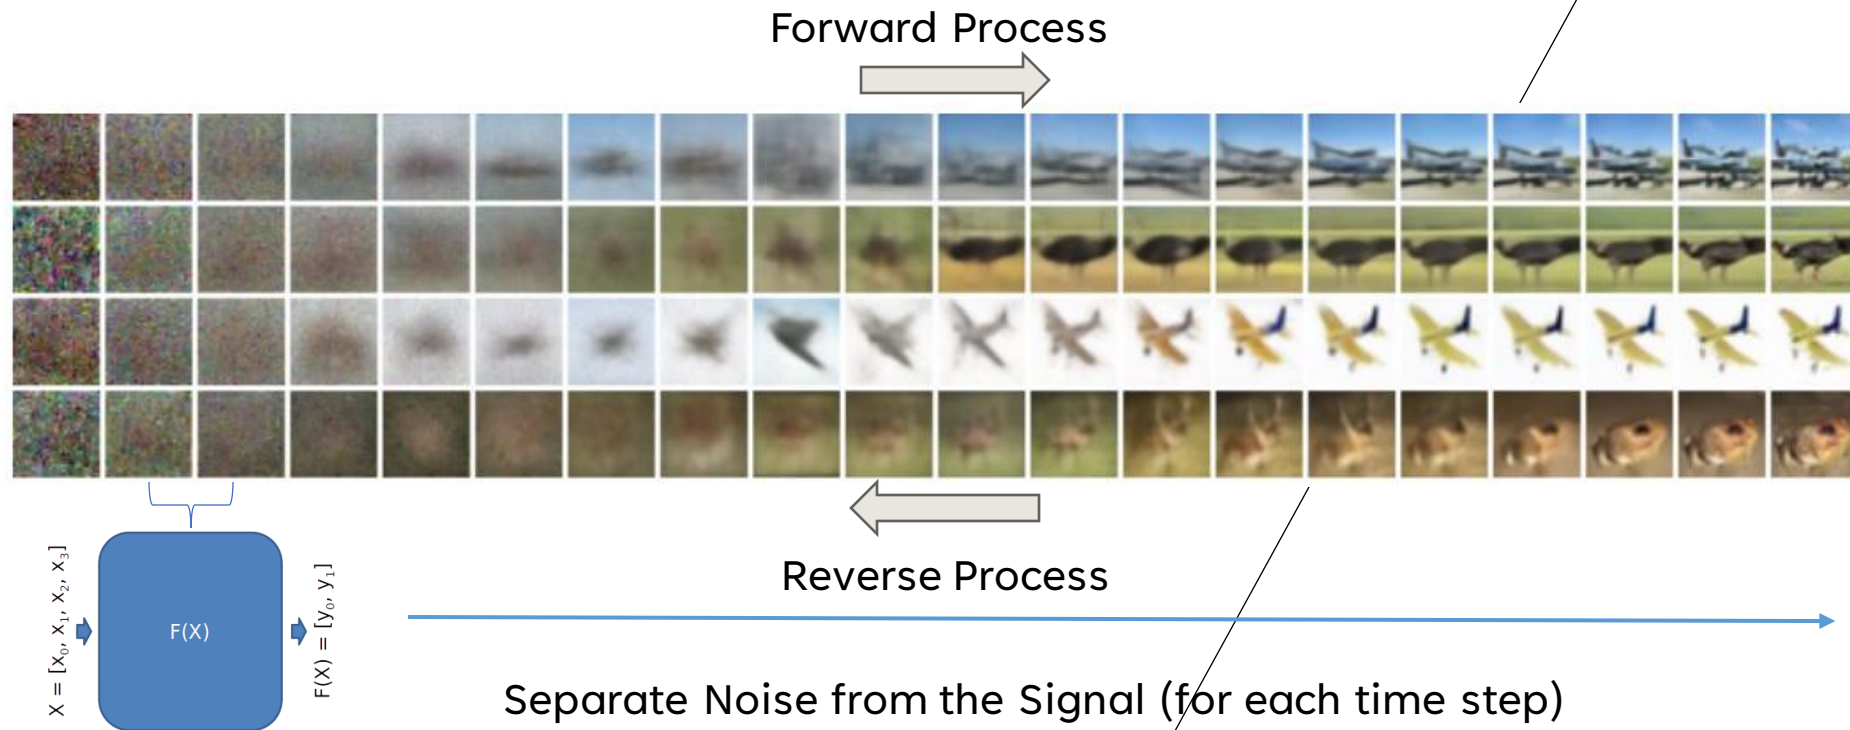 Forward Process
Reverse Process
X = [x₀, x₁, x₂, x₃]
F(X)
F(X) = [y₀, y₁]
Separate Noise from the Signal (for each time step)